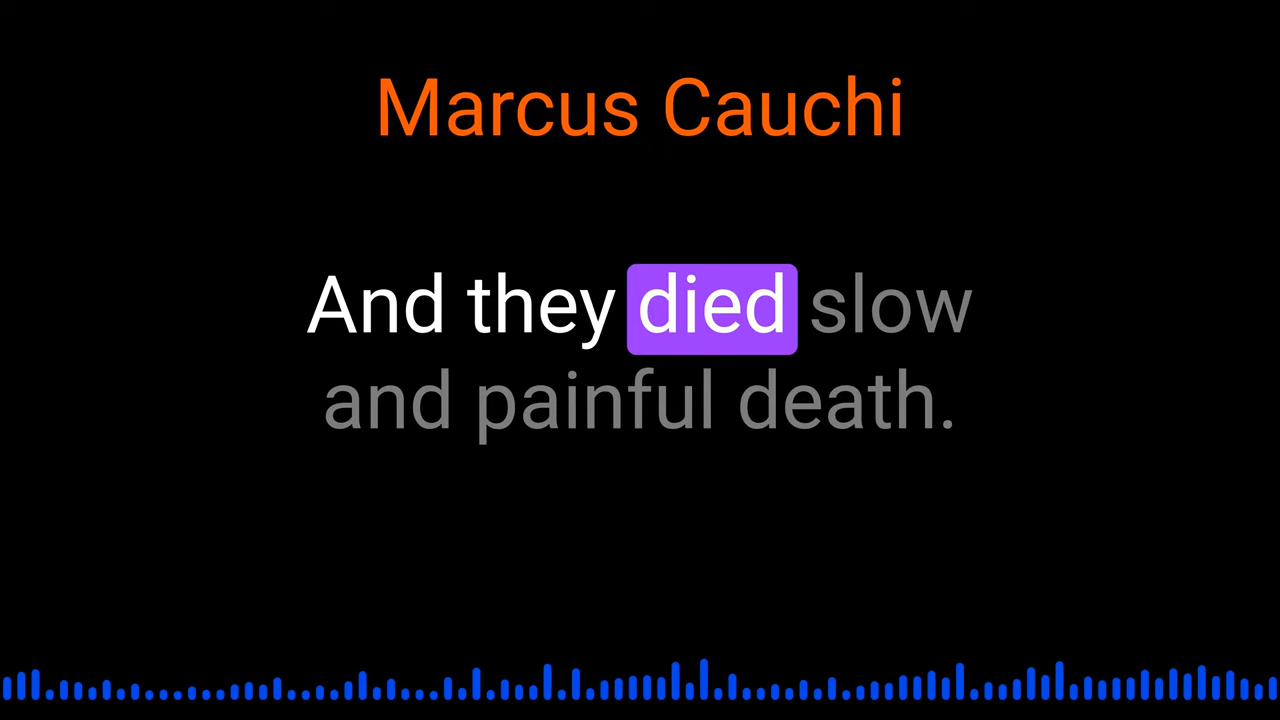 Marcus Cauchi
And they died slow
and painful death.